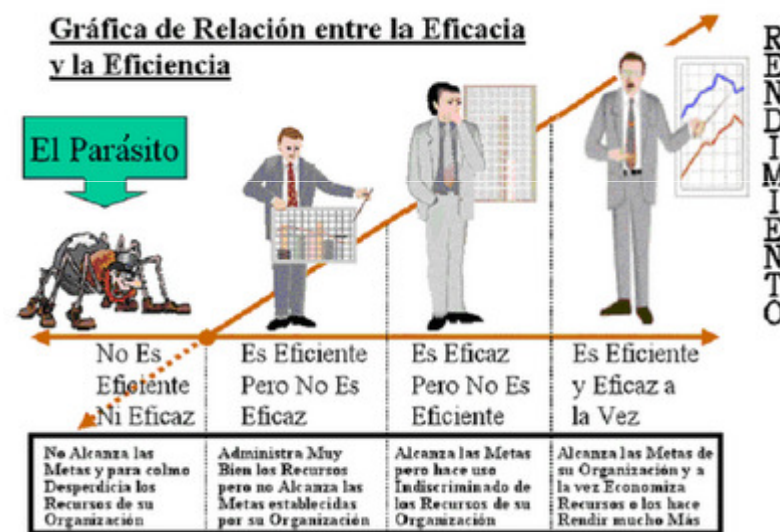 Gráfica de Relación entre la Eficacia
y la Eficiencia
RENDIMIENTO
El Parásito
No Es
Eficiente
Ni Eficaz
Es Eficiente
Pero No Es
Eficaz
Es Eficaz
Pero No Es
Eficiente
Es Eficiente
y Eficaz a
la Vez
No Alcanza las
Metas y para colmo
Desperdicia los
Recursos de su
Organización
Administra Muy
Bien los Recursos
pero no Alcanza las
Metas establecidas
por su Organización
Alcanza las Metas
pero hace uso
Indiscriminado de
los Recursos de su
Organización
Alcanza las Metas de
su Organización y a
la vez Economiza
Recursos o los hace
Rendir mucho Más